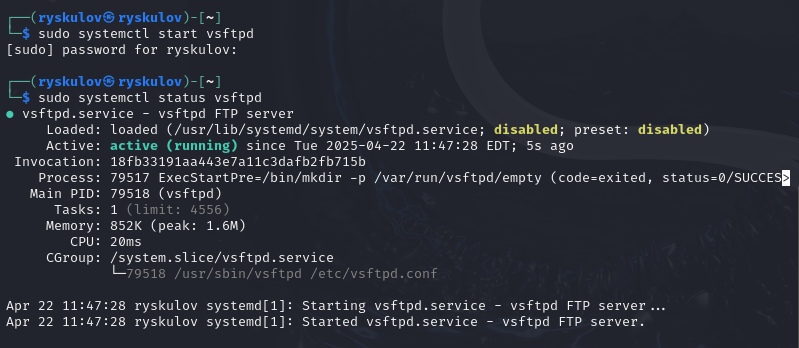 ┌──(ryskulov㉿ryskulov)-[~]
└─$ sudo systemctl start vsftpd
[sudo] password for ryskulov:
┌──(ryskulov㉿ryskulov)-[~]
└─$ sudo systemctl status vsftpd
● vsftpd.service - vsftpd FTP server
Loaded: loaded (/usr/lib/systemd/system/vsftpd.service; disabled; preset: disabled)
Active: active (running) since Tue 2025-04-22 11:47:28 EDT; 5s ago
Invocation: 18fb33191aa443e7a11c3dafb2fb715b
Process: 79517 ExecStartPre=/bin/mkdir -p /var/run/vsftpd/empty (code=exited, status=0/SUCCES>
Main PID: 79518 (vsftpd)
Tasks: 1 (limit: 4556)
Memory: 852K (peak: 1.6M)
CPU: 20ms
CGroup: /system.slice/vsftpd.service
└─79518 /usr/sbin/vsftpd /etc/vsftpd.conf
Apr 22 11:47:28 ryskulov systemd[1]: Starting vsftpd.service - vsftpd FTP server...
Apr 22 11:47:28 ryskulov systemd[1]: Started vsftpd.service - vsftpd FTP server.